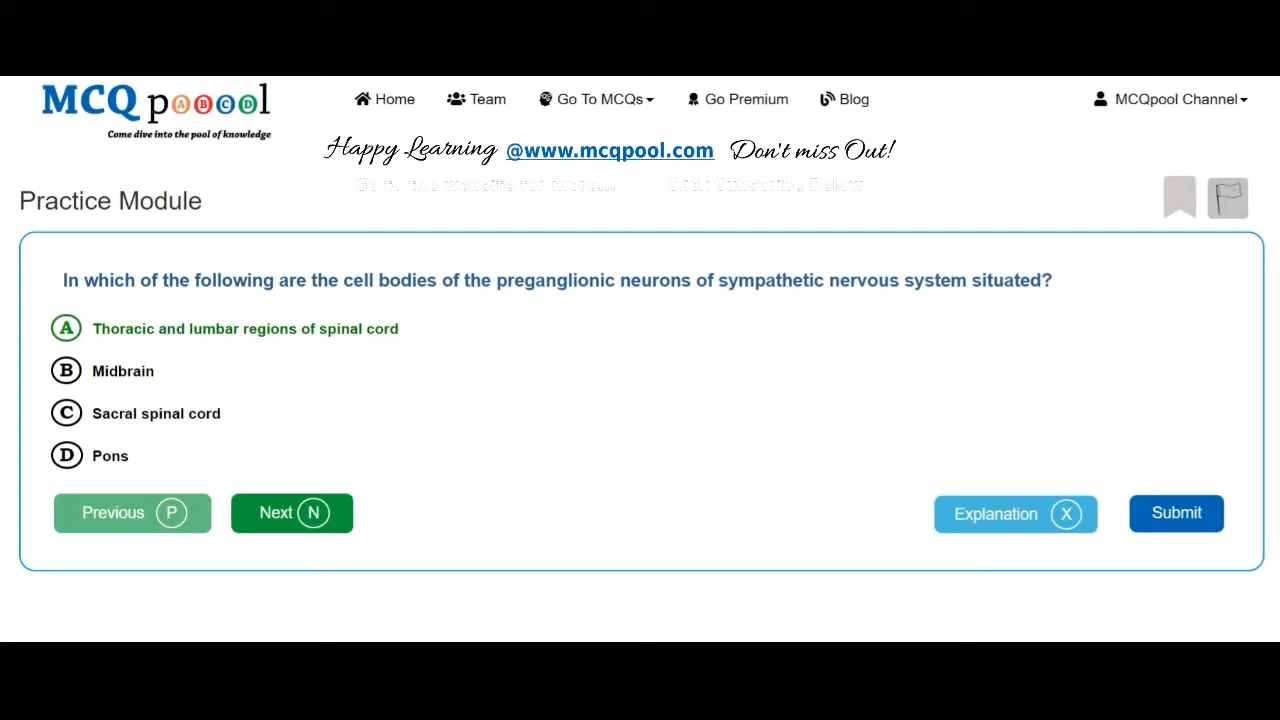 MCQ pooool
Come dive into the pool of knowledge
Home Team Go To MCQs Go Premium Blog MCQpool Channel
Happy Learning @www.mcqpool.com Don't miss Out!
Practice Module
In which of the following are the cell bodies of the preganglionic neurons of sympathetic nervous system situated?
A Thoracic and lumbar regions of spinal cord
B Midbrain
C Sacral spinal cord
D Pons
Previous P Next N Explanation X Submit